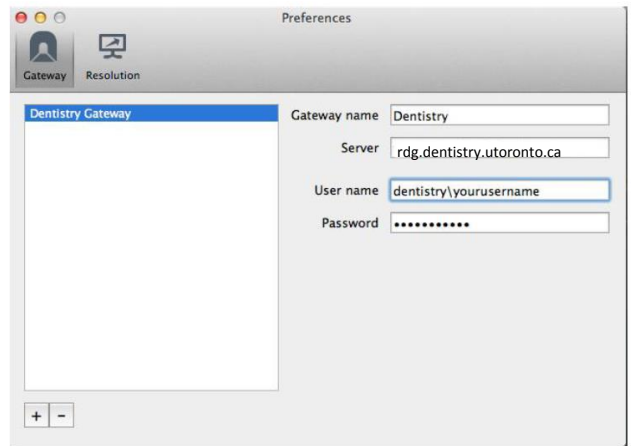 Preferences
Gateway Resolution
Dentistry Gateway
Gateway name Dentistry
Server rdg.dentistry.utoronto.ca
User name dentistry\yourusername
Password •••••••••••
+ -